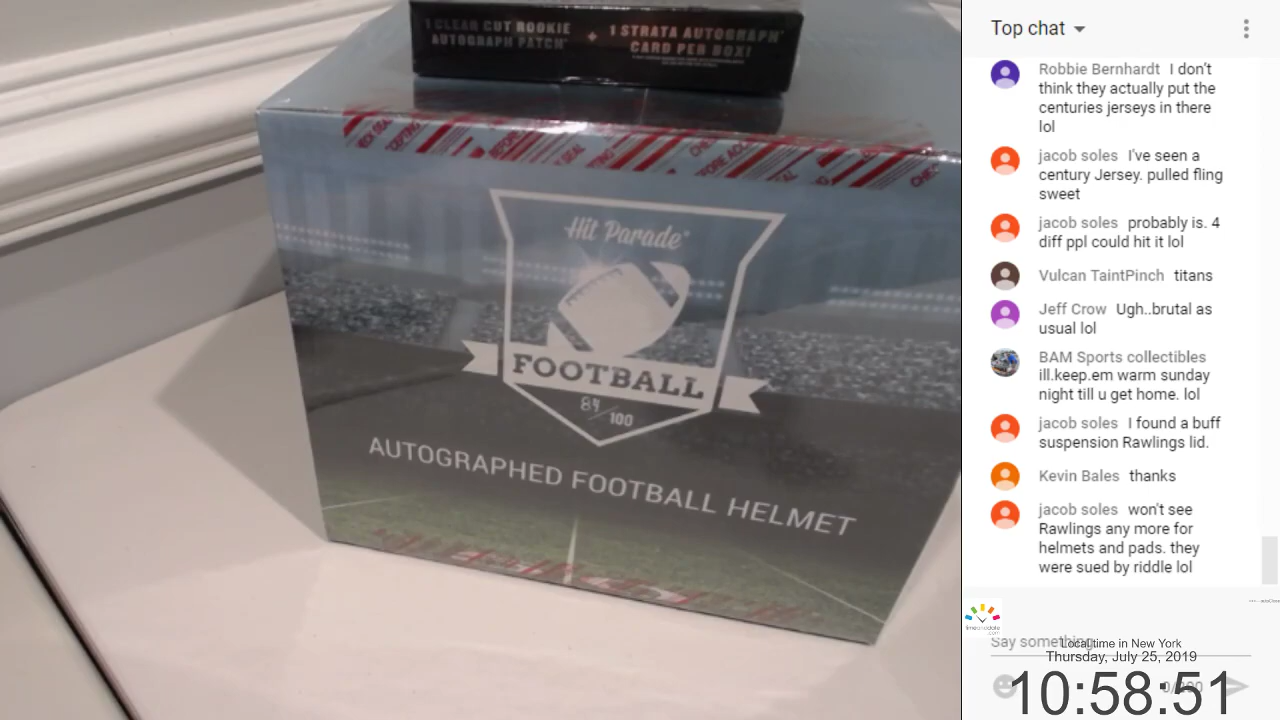 1 CLEAR CUT ROOKIE
AUTOGRAPH PATCH
+
1 STRATA AUTOGRAPH
CARD PER BOX!
Hit Parade
FOOTBALL
84/100
AUTOGRAPHED FOOTBALL HELMET
Top chat
Robbie Bernhardt I don't
think they actually put the
centuries jerseys in there
lol
jacob soles I've seen a
century Jersey. pulled fling
sweet
jacob soles probably is. 4
diff ppl could hit it lol
Vulcan TaintPinch titans
Jeff Crow Ugh..brutal as
usual lol
BAM Sports collectibles
ill.keep.em warm sunday
night till u get home. lol
jacob soles I found a buff
suspension Rawlings lid.
Kevin Bales thanks
jacob soles won't see
Rawlings any more for
helmets and pads. they
were sued by riddle lol
Say something...
Local time in New York
Thursday, July 25, 2019
10:58:51